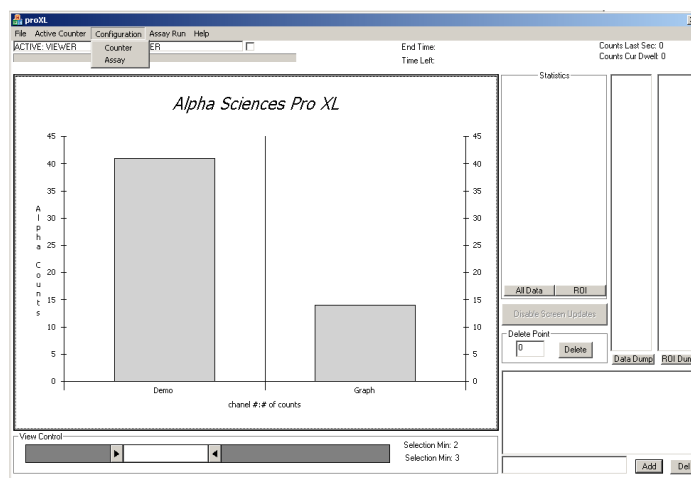 proXL
File Active Counter Configuration Assay Run Help
ACTIVE: VIEWER ER
Counter
Assay
End Time:
Time Left:
Counts Last Sec: 0
Counts Cur Dwell: 0
Alpha Sciences Pro XL
45
40
35
30
25
20
15
10
5
0
Alpha Counts
45
40
35
30
25
20
15
10
5
0
Demo
Graph
chanel #:# of counts
Statistics
All Data ROI
Disable Screen Updates
Delete Point
0 Delete
Data Dump ROI Dum
View Control
Selection Min: 2
Selection Min: 3
Add Del